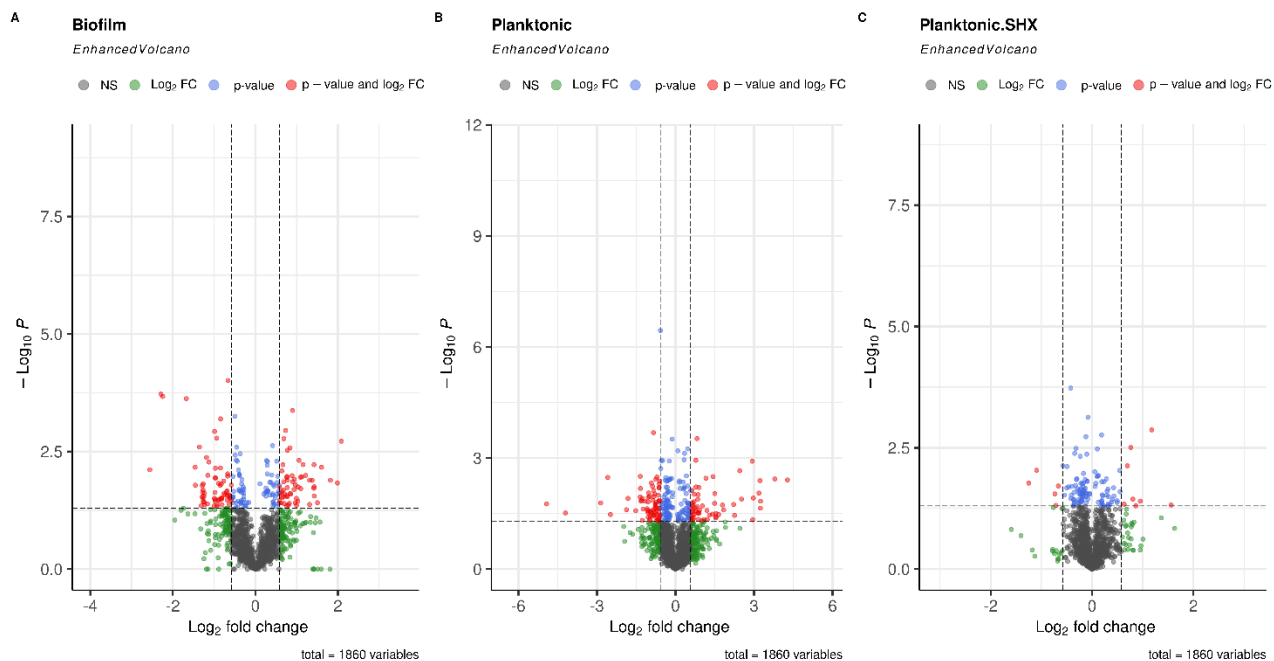 A
Biofilm
EnhancedVolcano
NS Log2 FC p-value p − value and log2 FC
7.5
5.0
2.5
0.0
− Log10 P
-4 -2 0 2
Log2 fold change
total = 1860 variables
B
Planktonic
EnhancedVolcano
NS Log2 FC p-value p − value and log2 FC
12
9
6
3
0
− Log10 P
-6 -3 0 3 6
Log2 fold change
total = 1860 variables
C
Planktonic.SHX
EnhancedVolcano
NS Log2 FC p-value p − value and log2 FC
7.5
5.0
2.5
0.0
− Log10 P
-2 0 2
Log2 fold change
total = 1860 variables